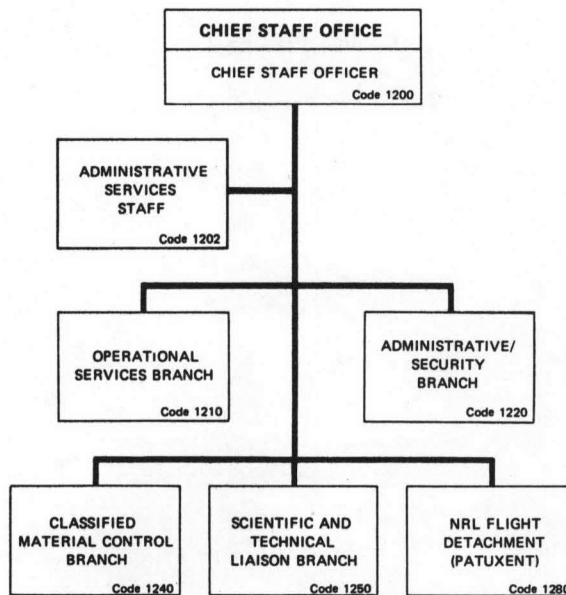 CHIEF STAFF OFFICE
CHIEF STAFF OFFICER
Code 1200
ADMINISTRATIVE
SERVICES
STAFF
Code 1202
OPERATIONAL
SERVICES BRANCH
Code 1210
ADMINISTRATIVE/
SECURITY
BRANCH
Code 1220
CLASSIFIED
MATERIAL CONTROL
BRANCH
Code 1240
SCIENTIFIC AND
TECHNICAL
LIAISON BRANCH
Code 1250
NRL FLIGHT
DETACHMENT
(PATUXENT)
Code 1280